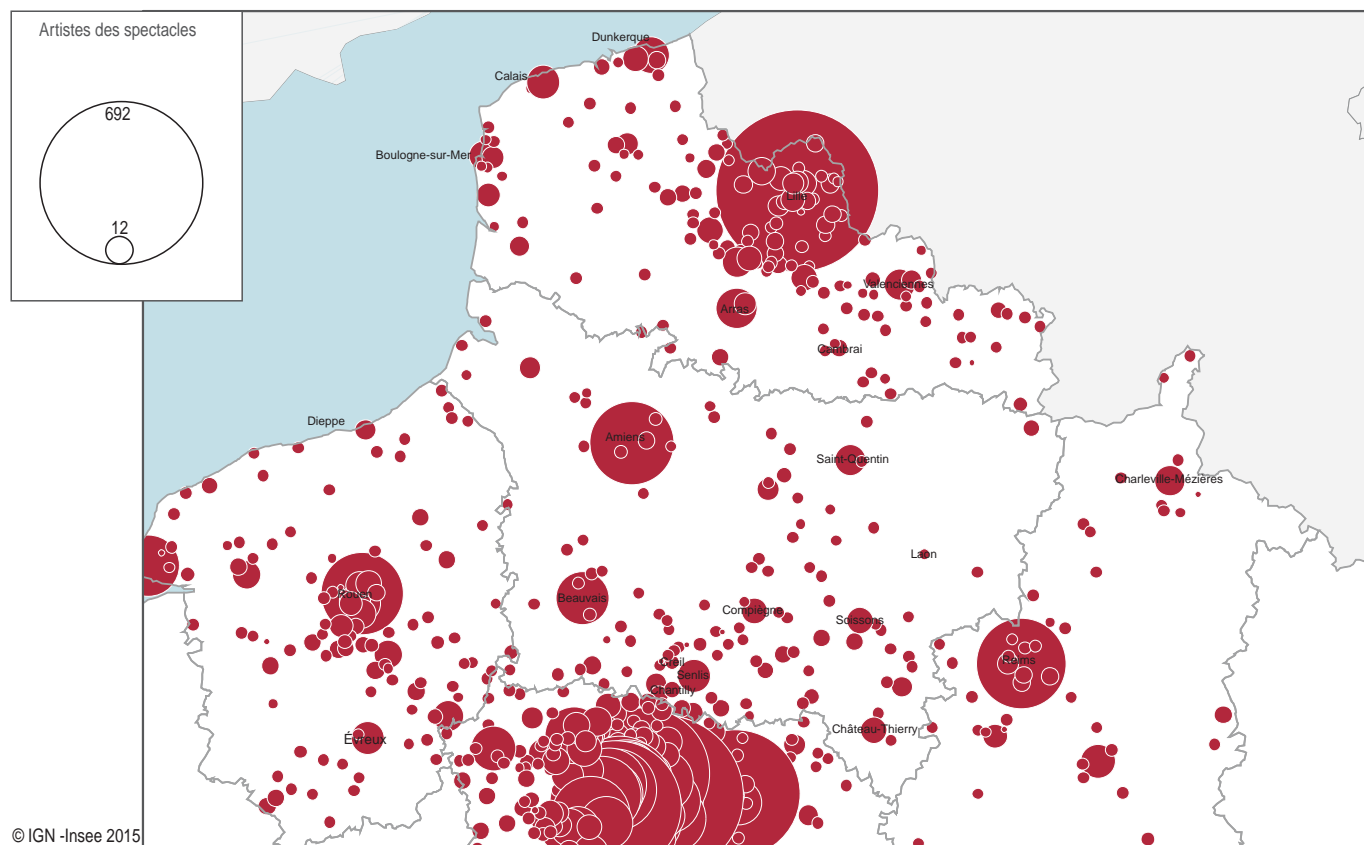 Artistes des spectacles
692
12
Dunkerque
Calais
Boulogne-sur-Mer
Lille
Valenciennes
Arras
Cambrai
Dieppe
Amiens
Saint-Quentin
Charleville-Mézières
Laon
Rouen
Beauvais
Compiègne
Soissons
Reims
Creil
Senlis
Chantilly
Château-Thierry
Évreux
© IGN -Insee 2015